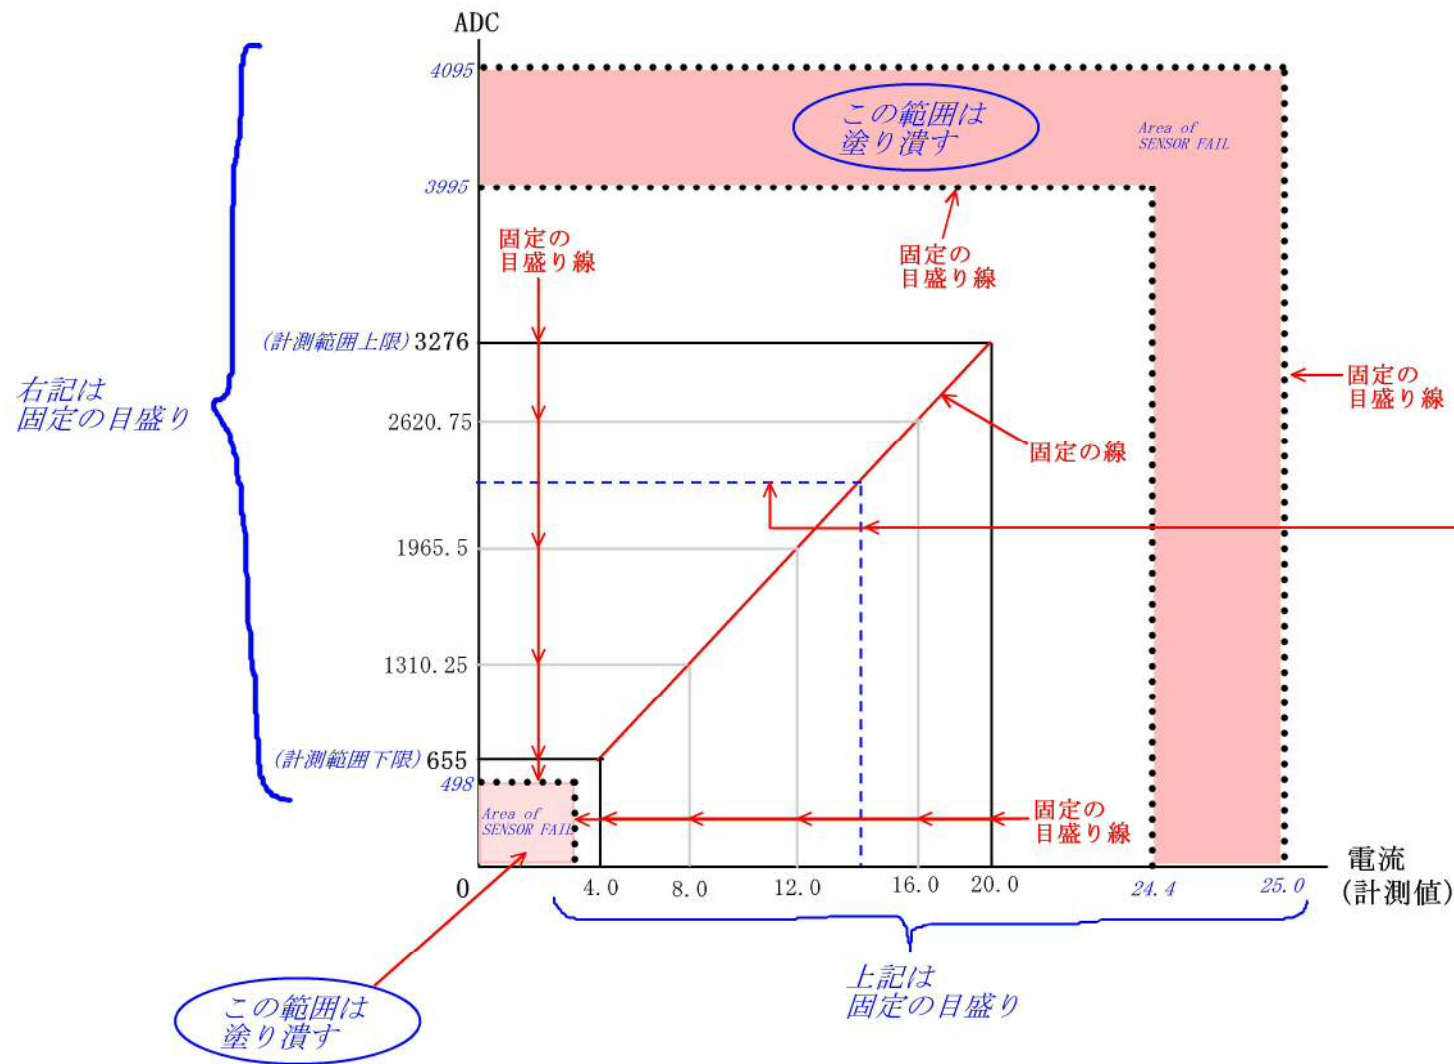 ADC
4095
この範囲は
塗り潰す
Area of
SENSOR FAIL
3995
固定の
目盛り線
固定の
目盛り線
(計測範囲上限)3276
固定の
目盛り線
右記は
固定の目盛り
2620.75
固定の線
1965.5
1310.25
(計測範囲下限)655
498
Area of
SENSOR FAIL
固定の
目盛り線
0
4.0
8.0
12.0
16.0
20.0
24.4
25.0
電流
(計測値)
上記は
固定の目盛り
この範囲は
塗り潰す